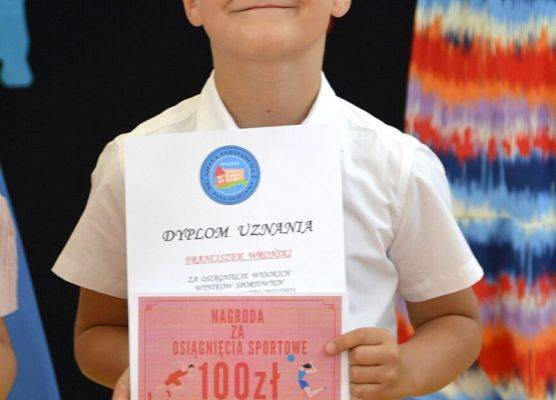 DYPLOM UZNANIA
FRANCISZEK WROŃSKI
ZA OSIĄGNIĘCIE WYSOKICH
WYNIKÓW SPORTOWYCH
NAGRODA
ZA
OSIĄGNIĘCIA SPORTOWE
100zł